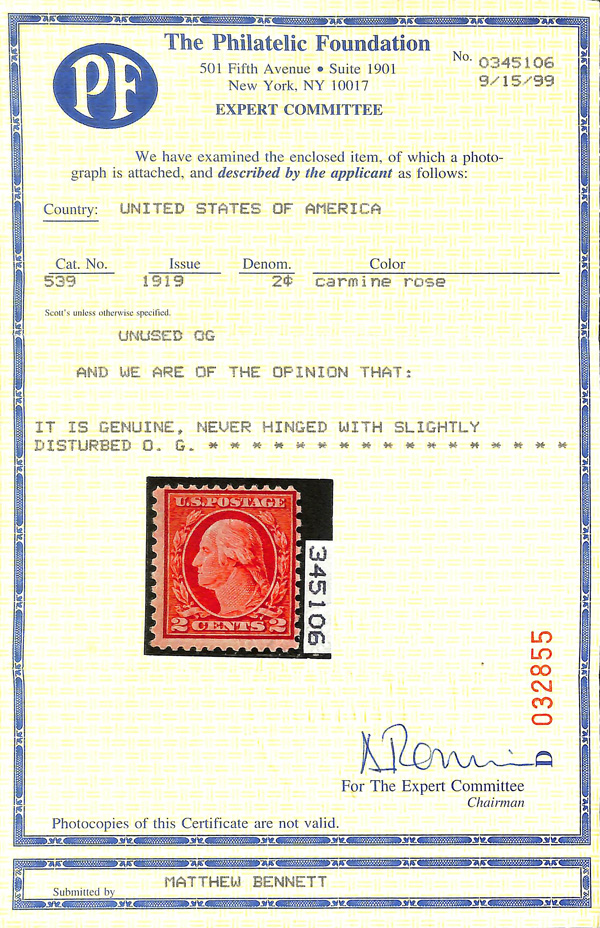 PF
The Philatelic Foundation
501 Fifth Avenue • Suite 1901
New York, NY 10017
EXPERT COMMITTEE
No. 0345106
9/15/99
We have examined the enclosed item, of which a photo-
graph is attached, and described by the applicant as follows:
Country: UNITED STATES OF AMERICA
Cat. No. Issue Denom. Color
539 1919 2¢ carmine rose
Scott's unless otherwise specified.
UNUSED OG
AND WE ARE OF THE OPINION THAT:
IT IS GENUINE, NEVER HINGED WITH SLIGHTLY
DISTURBED O. G. * * * * * * * * * * * * * * * * *
U.S. POSTAGE
2 CENTS 2
345106
032855
D
For The Expert Committee
Chairman
Photocopies of this Certificate are not valid.
Submitted by MATTHEW BENNETT